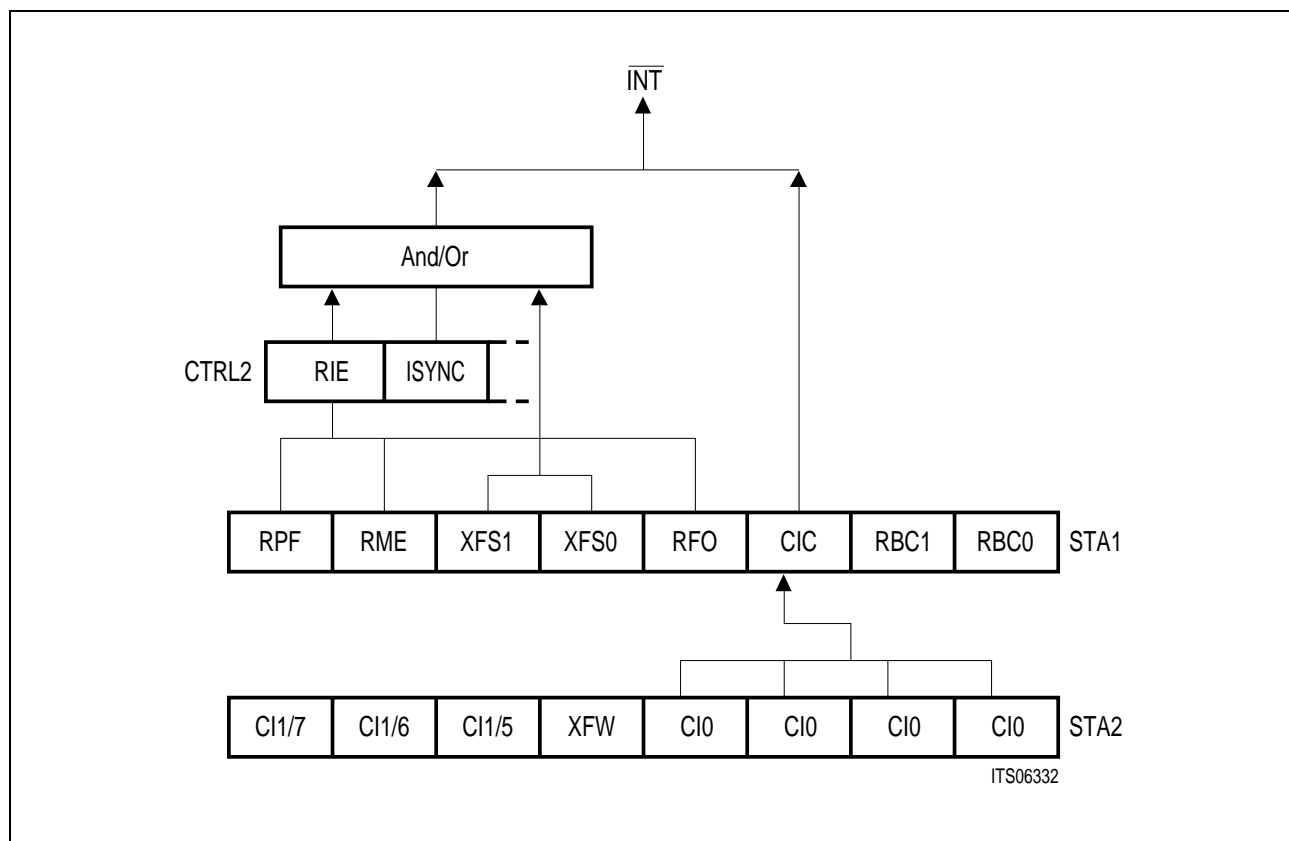 INT
And/Or
CTRL2 RIE ISYNC
RPF RME XFS1 XFS0 RFO CIC RBC1 RBC0 STA1
CI1/7 CI1/6 CI1/5 XFW CI0 CI0 CI0 CI0 STA2
ITS06332